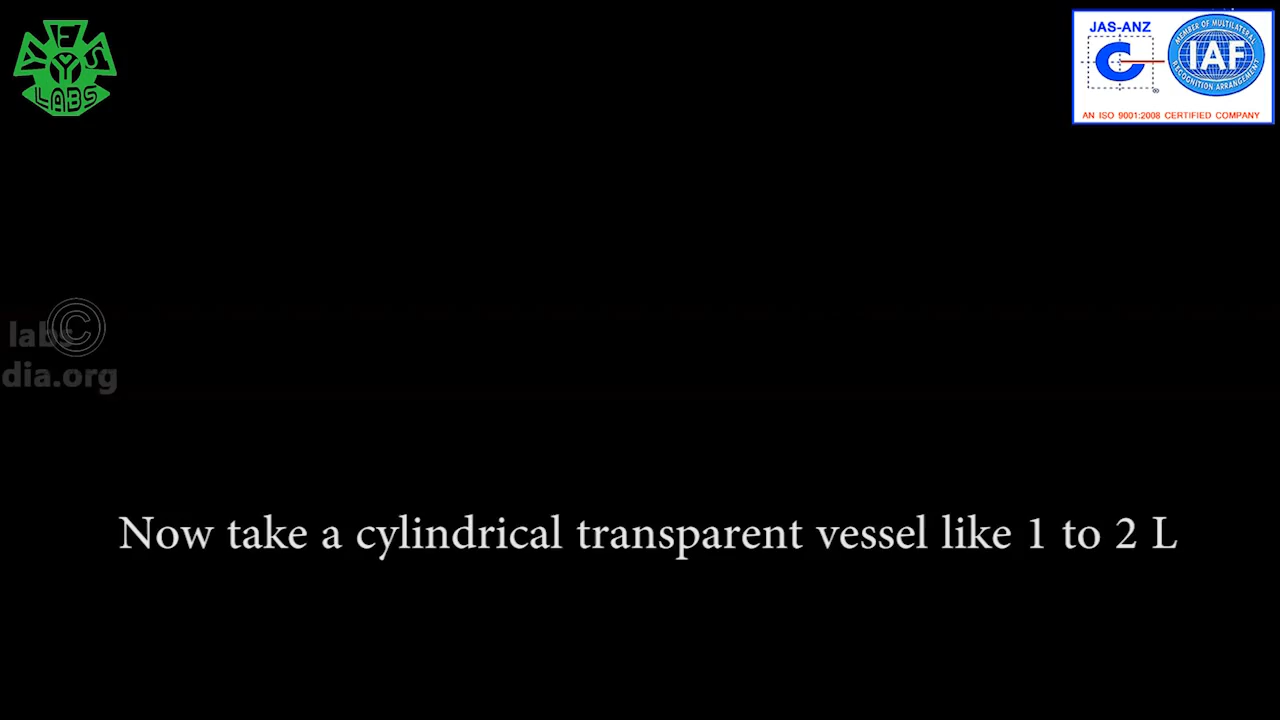 AES
LABS
JAS-ANZ
MEMBER OF MULTILATERAL
IAF
RECOGNITION ARRANGEMENT
AN ISO 9001:2008 CERTIFIED COMPANY
labs
©
dia.org
Now take a cylindrical transparent vessel like 1 to 2 L